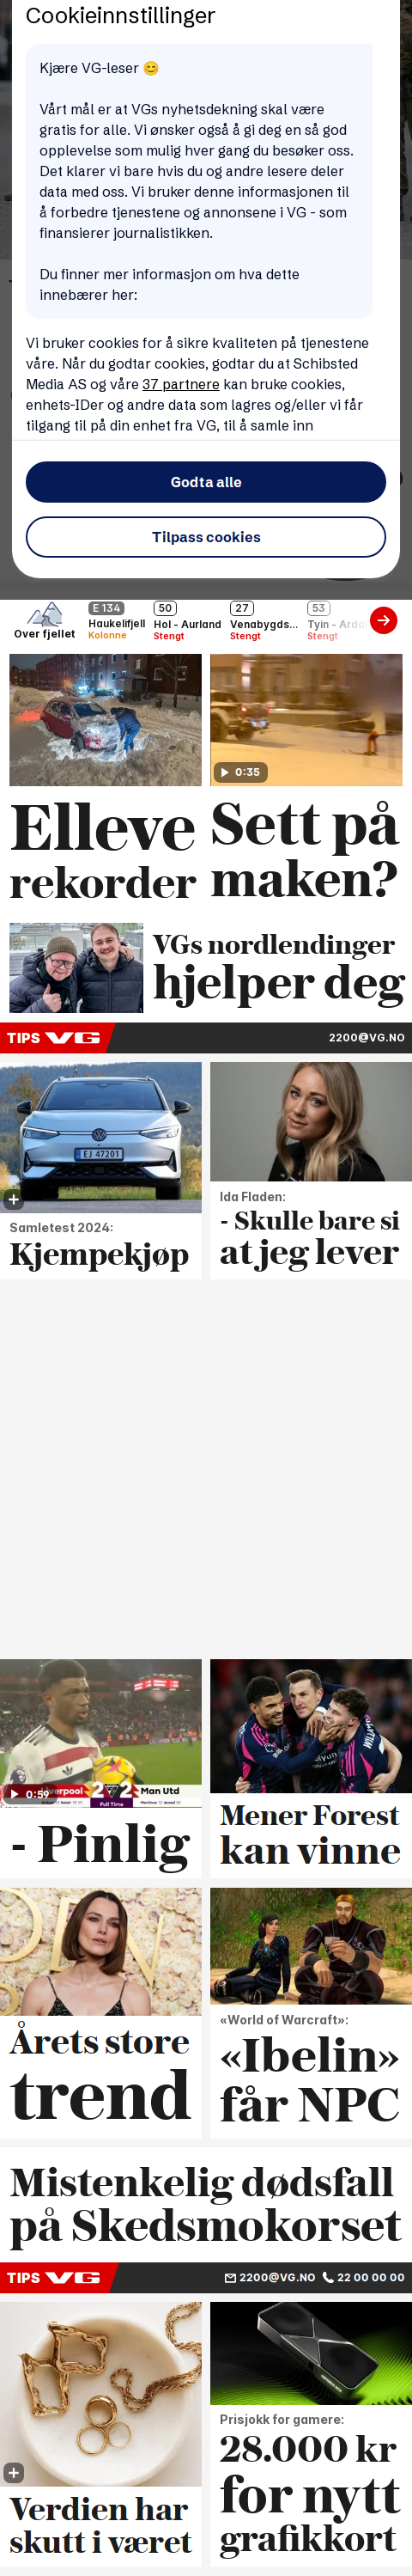 Cookieinnstillinger
Kjære VG-leser 😊
Vårt mål er at VGs nyhetsdekning skal være
gratis for alle. Vi ønsker også å gi deg en så god
opplevelse som mulig hver gang du besøker oss.
Det klarer vi bare hvis du og andre lesere deler
data med oss. Vi bruker denne informasjonen til
å forbedre tjenestene og annonsene i VG - som
finansierer journalistikken.
Du finner mer informasjon om hva dette
innebærer her:
Vi bruker cookies for å sikre kvaliteten på tjenestene
våre. Når du godtar cookies, godtar du at Schibsted
Media AS og våre 37 partnere kan bruke cookies,
enhets-IDer og andre data som lagres og/eller vi får
tilgang til på din enhet fra VG, til å samle inn
Godta alle
Tilpass cookies
Over fjellet
E 134
Haukelifjell
Kolonne
50
Hol - Aurland
Stengt
27
Venabygds...
Stengt
53
Tyin - Årda
Stengt
0:35
Elleve
rekorder
Sett på
maken?
VGs nordlendinger
hjelper deg
TIPS VG
2200@VG.NO
EJ 47201
Samletest 2024:
Kjempekjøp
Ida Fladen:
- Skulle bare si
at jeg lever
0:59
Liverpool 2 2 Man Utd
Full Time
- Pinlig
Mener Forest
kan vinne
Årets store
trend
«World of Warcraft»:
«Ibelin»
får NPC
Mistenkelig dødsfall
på Skedsmokorset
TIPS VG
2200@VG.NO 22 00 00 00
Verdien har
skutt i været
Prisjokk for gamere:
28.000 kr
for nytt
grafikkort